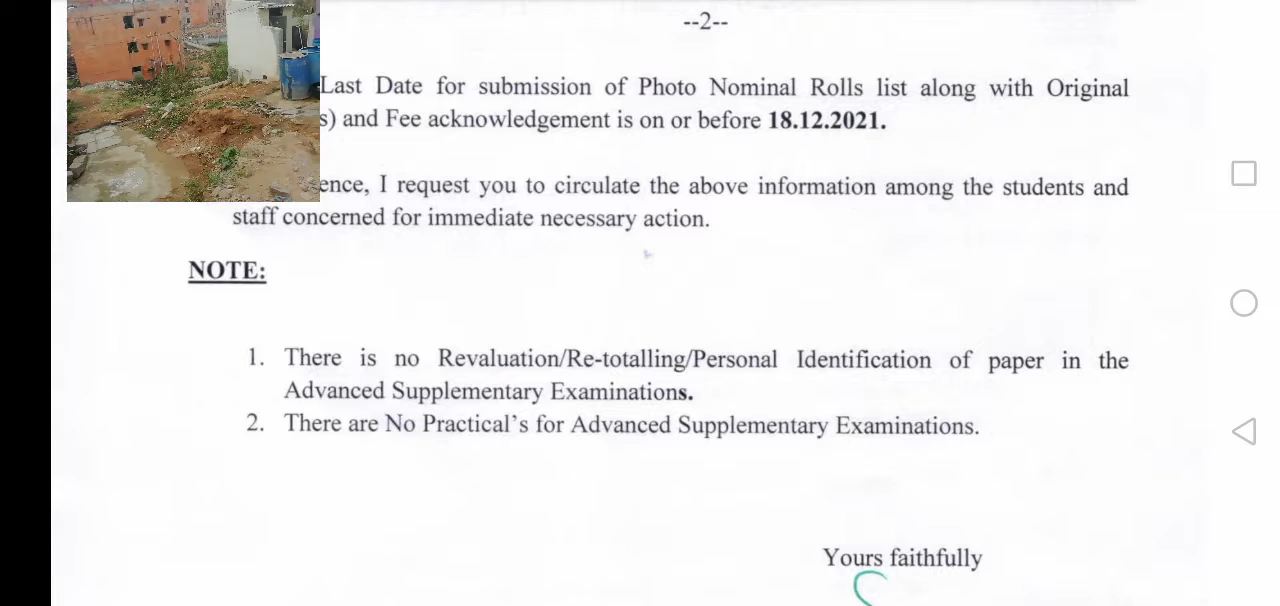 --2--
Last Date for submission of Photo Nominal Rolls list along with Original
s) and Fee acknowledgement is on or before 18.12.2021.
ence, I request you to circulate the above information among the students and
staff concerned for immediate necessary action.
NOTE:
1. There is no Revaluation/Re-totalling/Personal Identification of paper in the
Advanced Supplementary Examinations.
2. There are No Practical's for Advanced Supplementary Examinations.
Yours faithfully